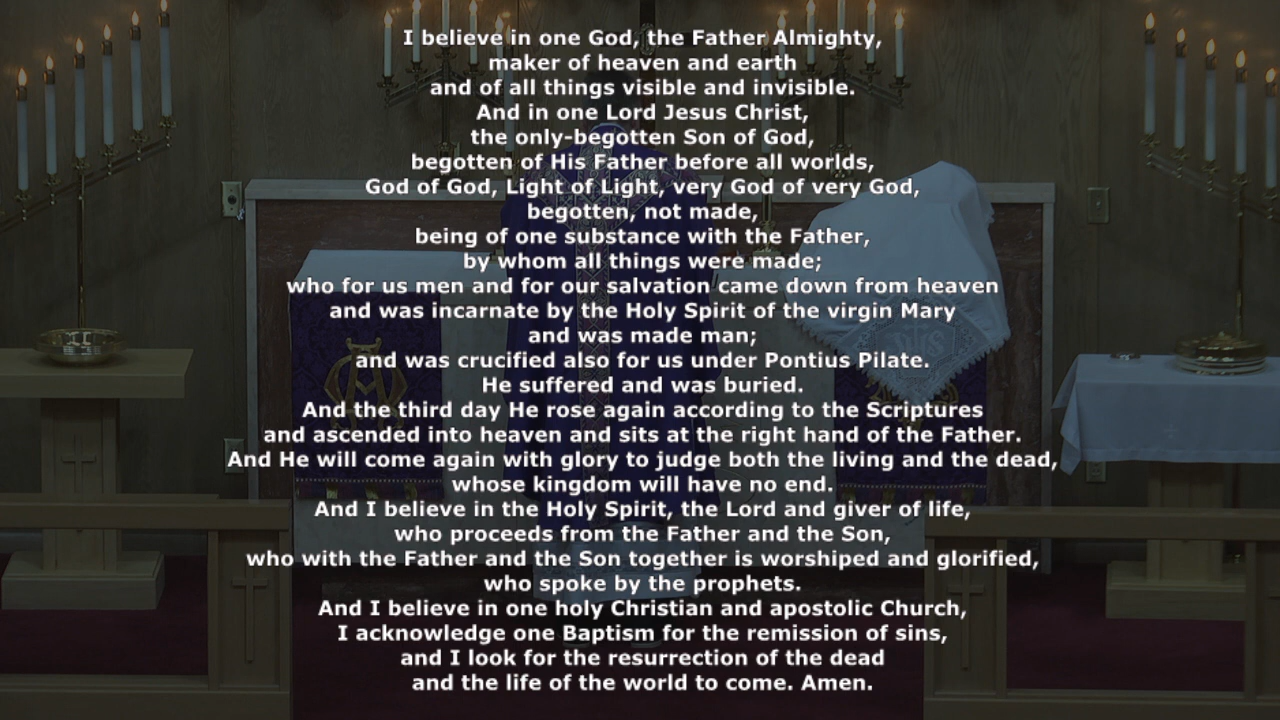 I believe in one God, the Father Almighty,
maker of heaven and earth
and of all things visible and invisible.
And in one Lord Jesus Christ,
the only-begotten Son of God,
begotten of His Father before all worlds,
God of God, Light of Light, very God of very God,
begotten, not made,
being of one substance with the Father,
by whom all things were made;
who for us men and for our salvation came down from heaven
and was incarnate by the Holy Spirit of the virgin Mary
and was made man;
and was crucified also for us under Pontius Pilate.
He suffered and was buried.
And the third day He rose again according to the Scriptures
and ascended into heaven and sits at the right hand of the Father.
And He will come again with glory to judge both the living and the dead,
whose kingdom will have no end.
And I believe in the Holy Spirit, the Lord and giver of life,
who proceeds from the Father and the Son,
who with the Father and the Son together is worshiped and glorified,
who spoke by the prophets.
And I believe in one holy Christian and apostolic Church,
I acknowledge one Baptism for the remission of sins,
and I look for the resurrection of the dead
and the life of the world to come. Amen.